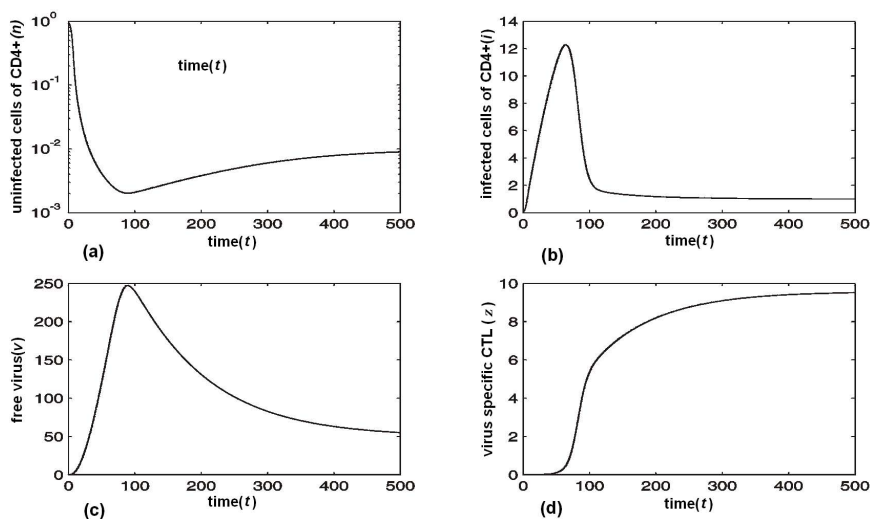 uninfected cells of CD4+(n)
10⁰
10⁻¹
10⁻²
10⁻³
time(t)
0 100 200 300 400 500
time(t)
(a)
infected cells of CD4+(i)
14
12
10
8
6
4
2
0
0 100 200 300 400 500
time(t)
(b)
free virus(v)
250
200
150
100
50
0
0 100 200 300 400 500
time(t)
(c)
virus specific CTL (z)
10
8
6
4
2
0
0 100 200 300 400 500
time(t)
(d)